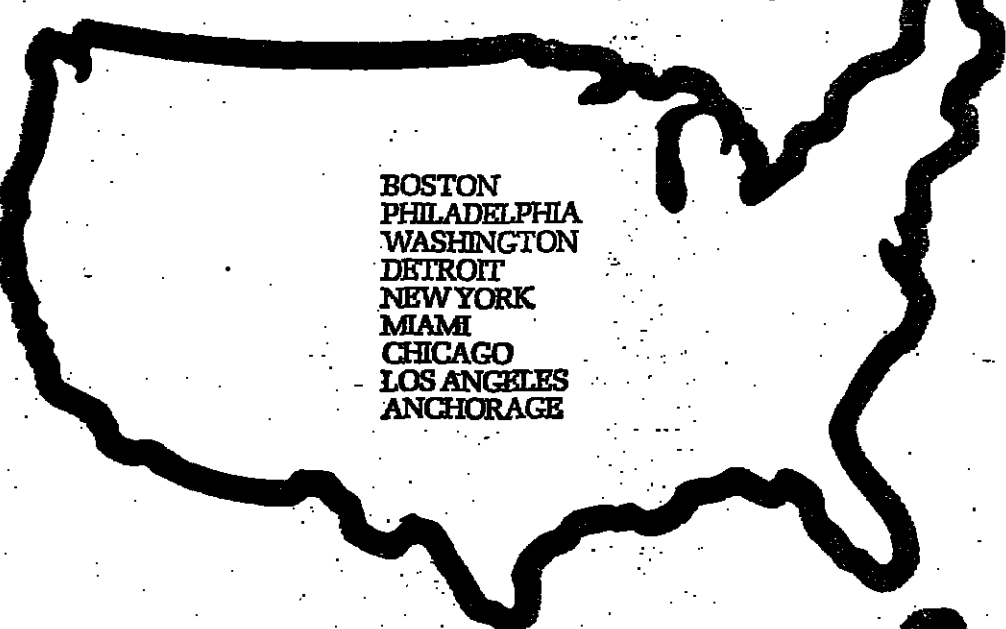 BOSTON
PHILADELPHIA
WASHINGTON
DETROIT
NEW YORK
MIAMI
CHICAGO
LOS ANGELES
ANCHORAGE